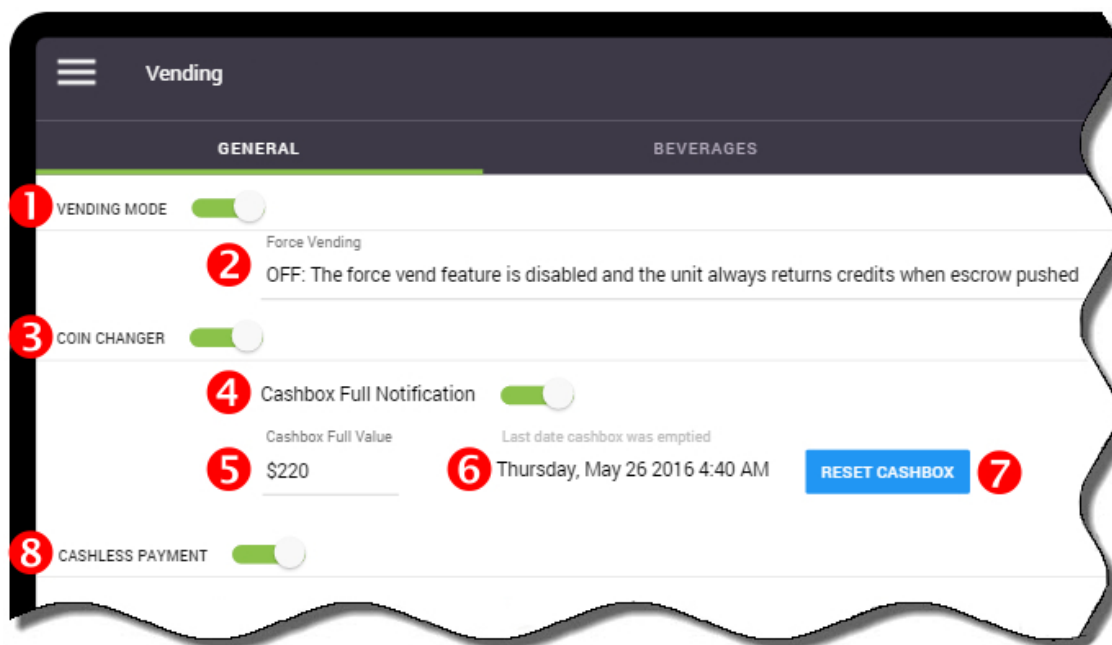 Vending
GENERAL BEVERAGES
1 VENDING MODE
Force Vending
2 OFF: The force vend feature is disabled and the unit always returns credits when escrow pushed
3 COIN CHANGER
4 Cashbox Full Notification
Cashbox Full Value Last date cashbox was emptied
5 $220 6 Thursday, May 26 2016 4:40 AM RESET CASHBOX 7
8 CASHLESS PAYMENT